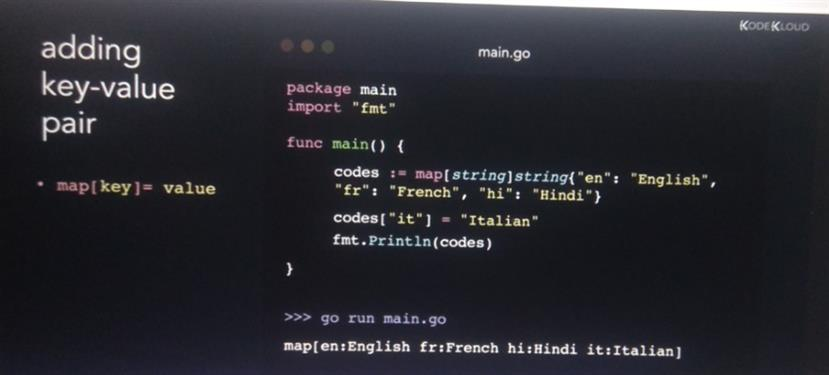 KODEKLOUD
adding
key-value
pair
• map[key]= value
main.go
package main
import "fmt"
func main() {
codes := map[string]string{"en": "English",
"fr": "French", "hi": "Hindi"}
codes["it"] = "Italian"
fmt.Println(codes)
}
>>> go run main.go
map[en:English fr:French hi:Hindi it:Italian]